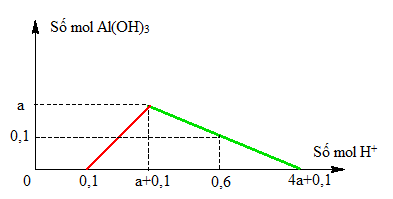 Số mol Al(OH)3
a
0,1
Số mol H+
0
0,1
a+0,1
0,6
4a+0,1